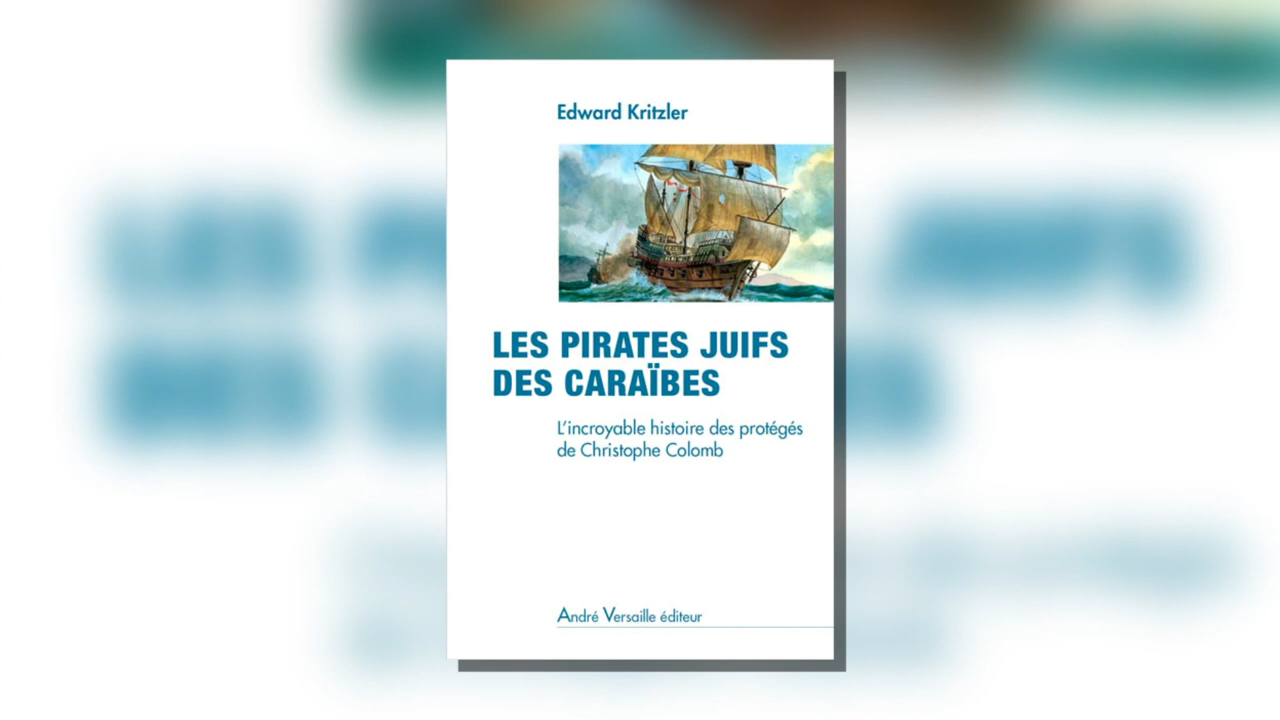 Edward Kritzler
LES PIRATES JUIFS
DES CARAÏBES
L'incroyable histoire des protégés
de Christophe Colomb
André Versaille éditeur